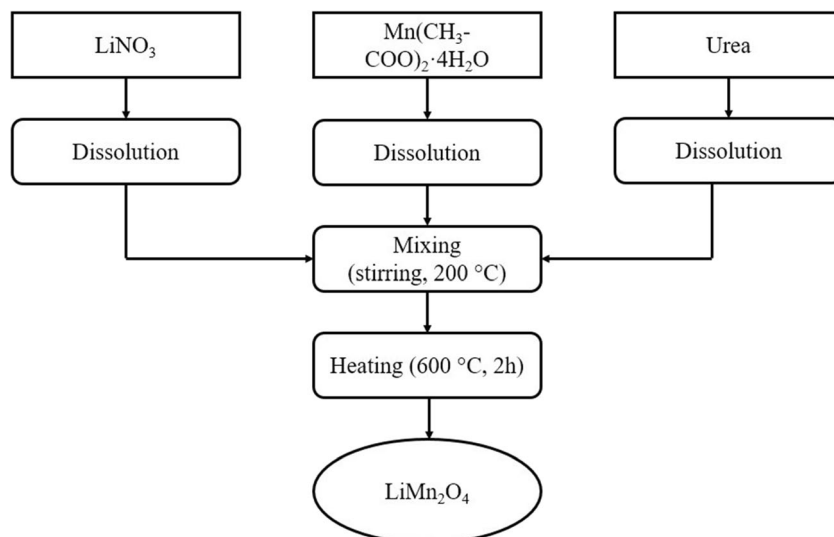 LiNO₃
Mn(CH₃-
COO)₂·4H₂O
Urea
Dissolution
Dissolution
Dissolution
Mixing
(stirring, 200 °C)
Heating (600 °C, 2h)
LiMn₂O₄